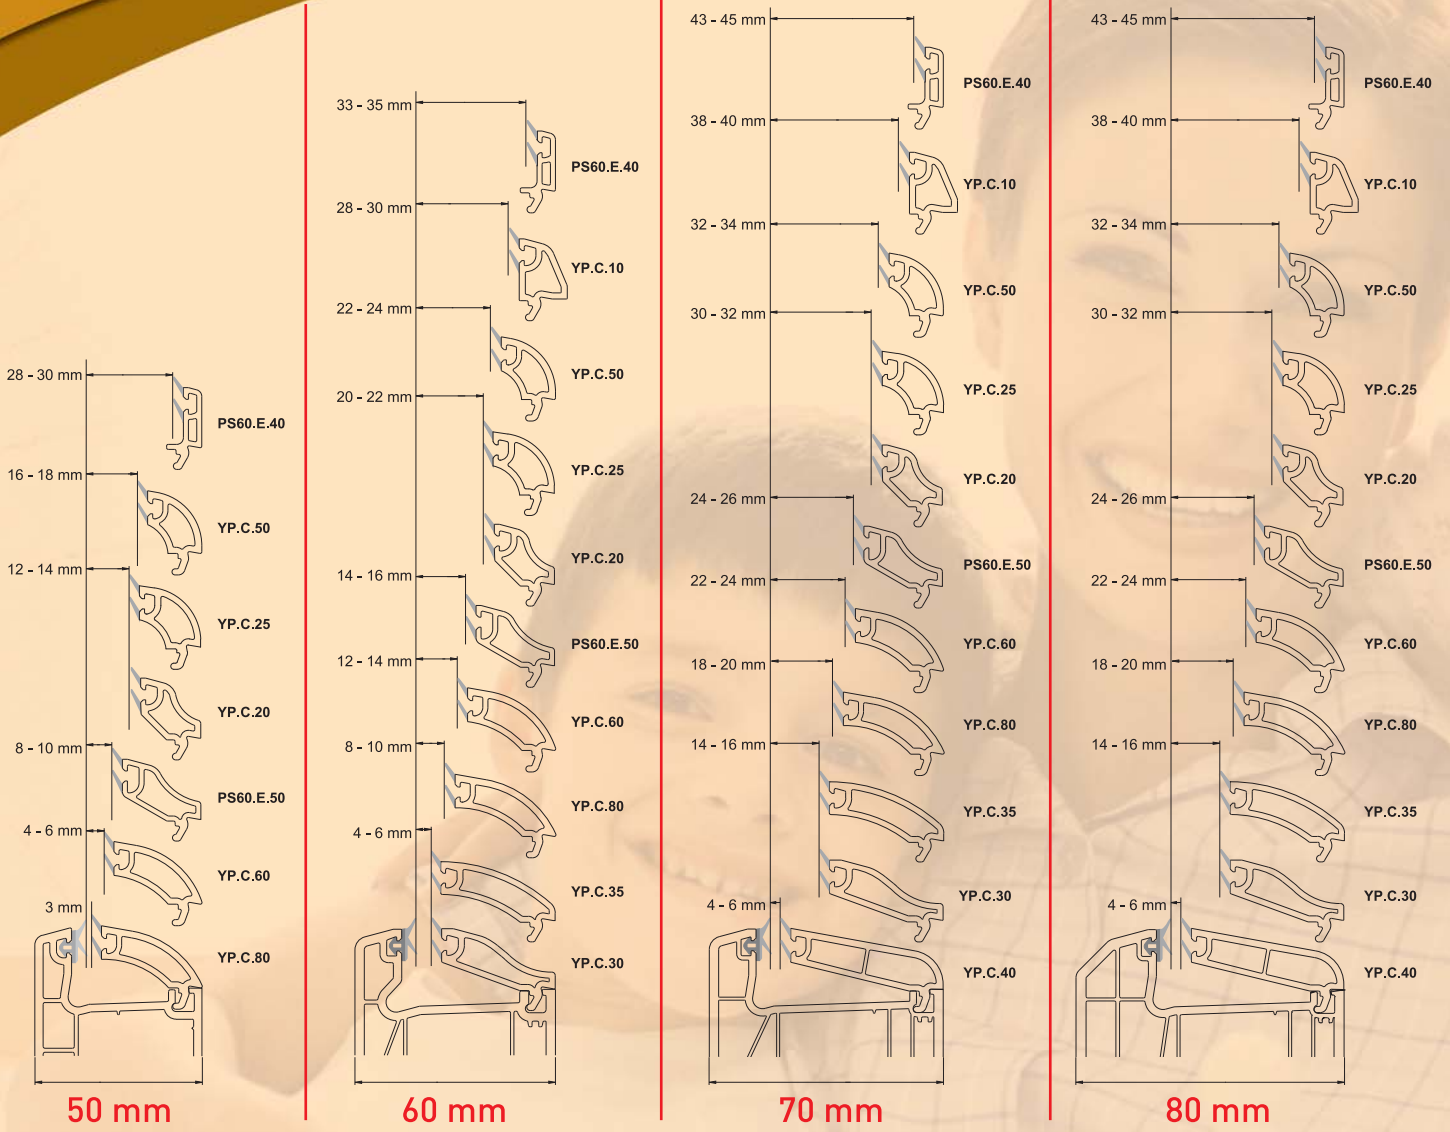 28 - 30 mm
PS60.E.40
16 - 18 mm
YP.C.50
12 - 14 mm
YP.C.25
YP.C.20
8 - 10 mm
PS60.E.50
4 - 6 mm
YP.C.60
3 mm
YP.C.80
50 mm
33 - 35 mm
PS60.E.40
28 - 30 mm
YP.C.10
22 - 24 mm
YP.C.50
20 - 22 mm
YP.C.25
YP.C.20
14 - 16 mm
PS60.E.50
12 - 14 mm
YP.C.60
8 - 10 mm
YP.C.80
4 - 6 mm
YP.C.35
YP.C.30
60 mm
43 - 45 mm
PS60.E.40
38 - 40 mm
YP.C.10
32 - 34 mm
YP.C.50
30 - 32 mm
YP.C.25
YP.C.20
24 - 26 mm
PS60.E.50
22 - 24 mm
YP.C.60
18 - 20 mm
YP.C.80
14 - 16 mm
YP.C.35
YP.C.30
4 - 6 mm
YP.C.40
70 mm
43 - 45 mm
PS60.E.40
38 - 40 mm
YP.C.10
32 - 34 mm
YP.C.50
30 - 32 mm
YP.C.25
YP.C.20
24 - 26 mm
PS60.E.50
22 - 24 mm
YP.C.60
18 - 20 mm
YP.C.80
14 - 16 mm
YP.C.35
YP.C.30
4 - 6 mm
YP.C.40
80 mm